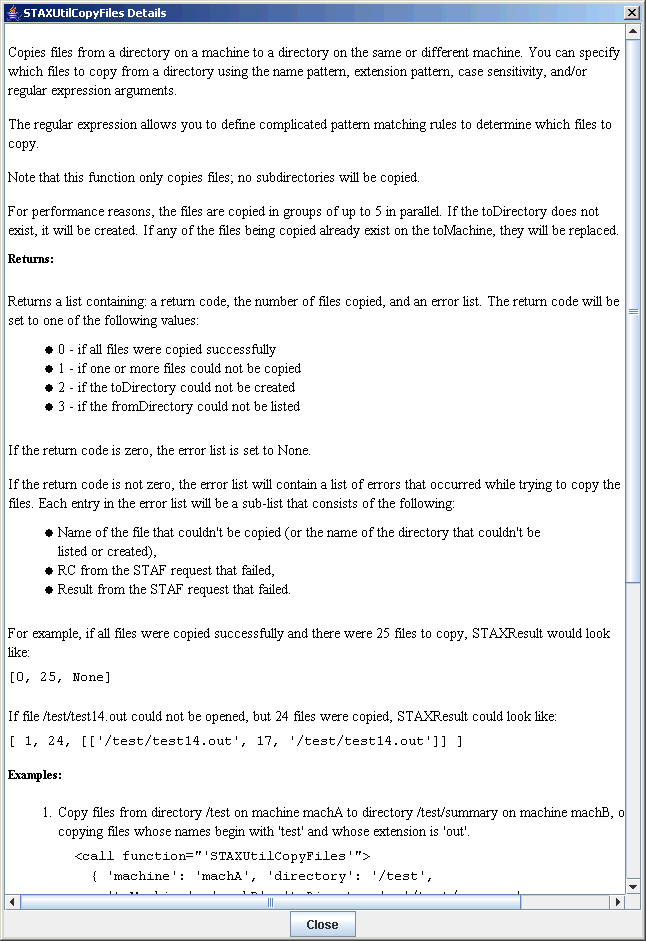 STAXUtilCopyFiles Details
Copies files from a directory on a machine to a directory on the same or different machine. You can specify
which files to copy from a directory using the name pattern, extension pattern, case sensitivity, and/or
regular expression arguments.
The regular expression allows you to define complicated pattern matching rules to determine which files to
copy.
Note that this function only copies files; no subdirectories will be copied.
For performance reasons, the files are copied in groups of up to 5 in parallel. If the toDirectory does not
exist, it will be created. If any of the files being copied already exist on the toMachine, they will be replaced.
Returns:
Returns a list containing: a return code, the number of files copied, and an error list. The return code will be
set to one of the following values:
● 0 - if all files were copied successfully
● 1 - if one or more files could not be copied
● 2 - if the toDirectory could not be created
● 3 - if the fromDirectory could not be listed
If the return code is zero, the error list is set to None.
If the return code is not zero, the error list will contain a list of errors that occurred while trying to copy the
files. Each entry in the error list will be a sub-list that consists of the following:
● Name of the file that couldn't be copied (or the name of the directory that couldn't be
listed or created),
● RC from the STAF request that failed,
● Result from the STAF request that failed.
For example, if all files were copied successfully and there were 25 files to copy, STAXResult would look
like:
[0, 25, None]
If file /test/test14.out could not be opened, but 24 files were copied, STAXResult could look like:
[ 1, 24, [['/test/test14.out', 17, '/test/test14.out']] ]
Examples:
1. Copy files from directory /test on machine machA to directory /test/summary on machine machB, o
copying files whose names begin with 'test' and whose extension is 'out'.
<call function="'STAXUtilCopyFiles'">
{ 'machine': 'machA', 'directory': '/test',
Close